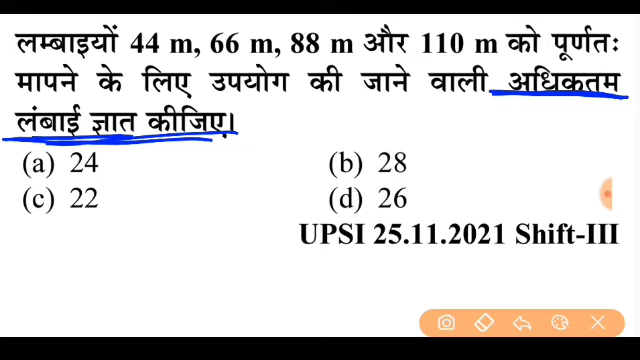 लम्बाइयों 44 m, 66 m, 88 m और 110 m को पूर्णतः
मापने के लिए उपयोग की जाने वाली अधिकतम
लंबाई ज्ञात कीजिए।
(a) 24 (b) 28
(c) 22 (d) 26
UPSI 25.11.2021 Shift-III